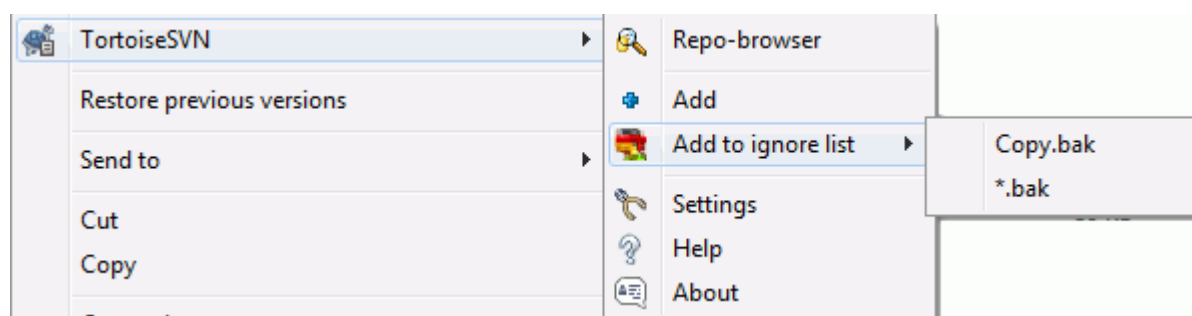 TortoiseSVN
Restore previous versions
Send to
Cut
Copy
Repo-browser
Add
Add to ignore list
Settings
Help
About
Copy.bak
*.bak